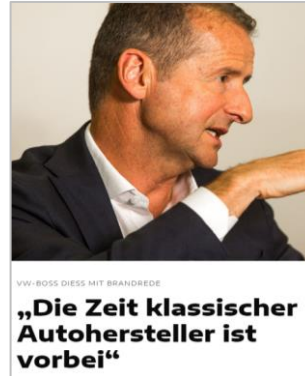 VW-BOSS DIESS MIT BRANDREDE
„Die Zeit klassischer
Autohersteller ist
vorbei“